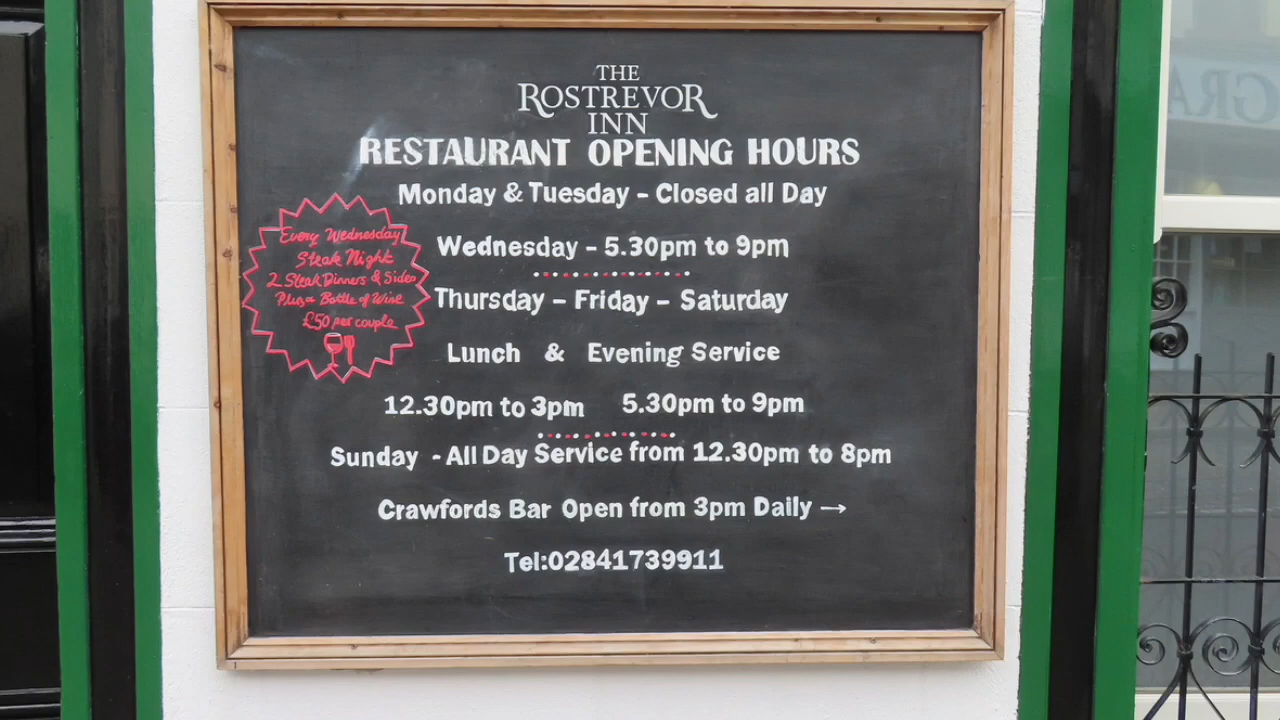 THE
ROSTREVOR
INN
RESTAURANT OPENING HOURS
Monday & Tuesday - Closed all Day
Wednesday - 5.30pm to 9pm
Thursday - Friday - Saturday
Lunch & Evening Service
12.30pm to 3pm 5.30pm to 9pm
Sunday - All Day Service from 12.30pm to 8pm
Crawfords Bar Open from 3pm Daily →
Tel:02841739911
Every Wednesday
Steak Night
2 Steak Dinners & Sides
Plus a Bottle of Wine
£50 per couple